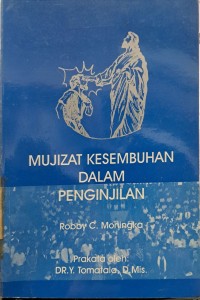 MUJIZAT KESEMBUHAN
DALAM
PENGINJILAN
Robby C. Moningka
Prakata oleh:
DR.Y. Tomatala, D.Mis.